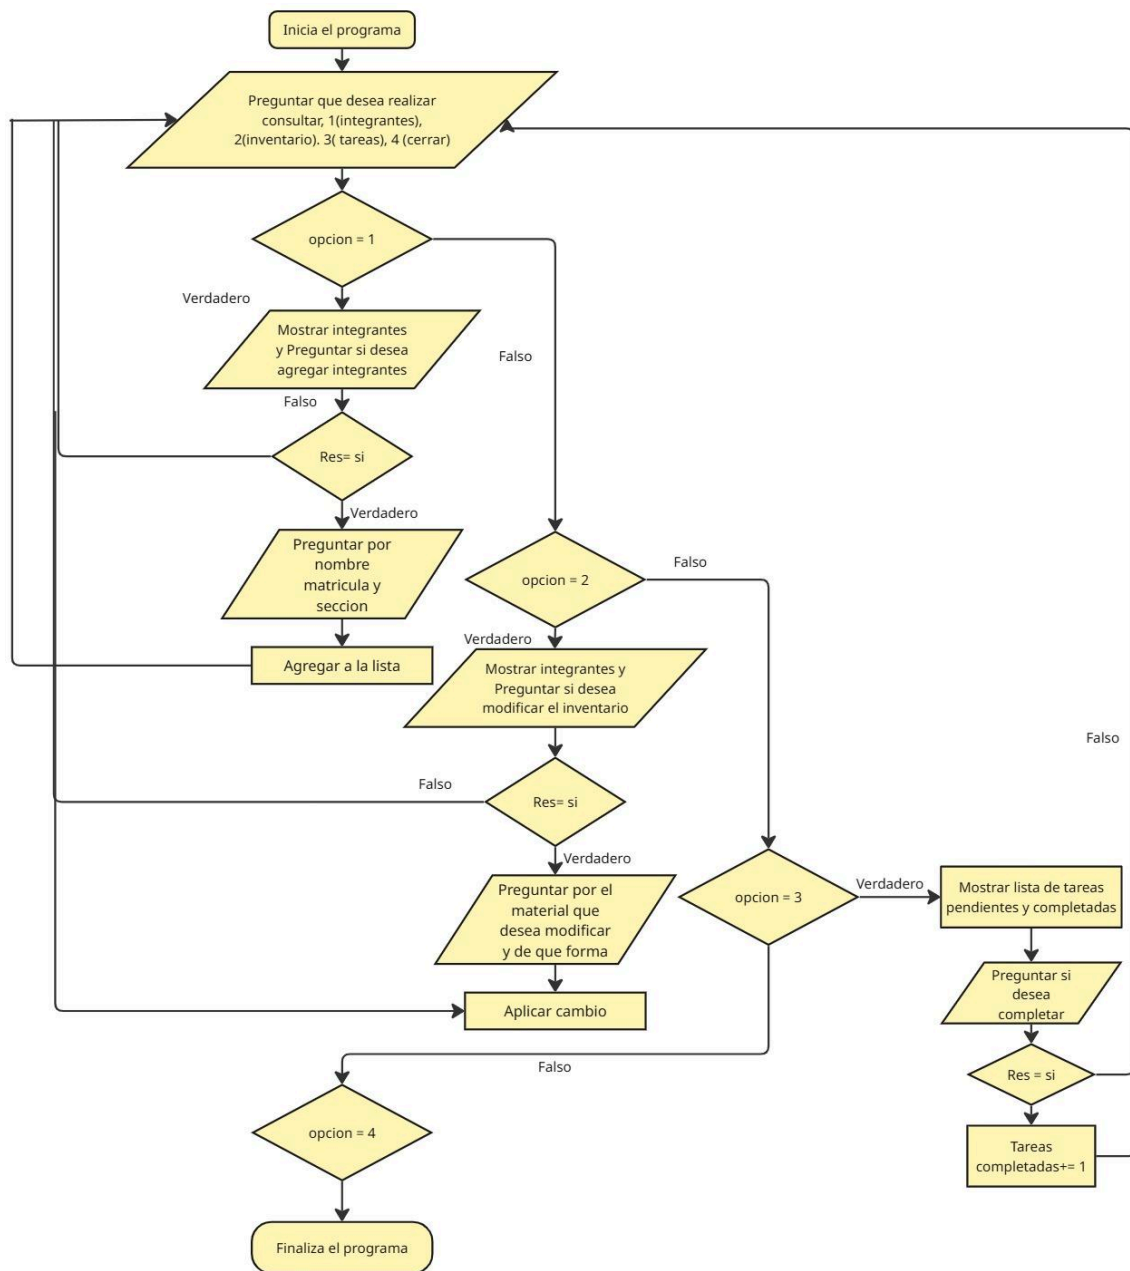 Inicia el programa
Preguntar que desea realizar
consultar, 1(integrantes),
2(inventario). 3( tareas), 4 (cerrar)
opcion = 1
Verdadero
Falso
Mostrar integrantes
y Preguntar si desea
agregar integrantes
Falso
Res= si
Verdadero
Preguntar por
nombre
matricula y
seccion
Agregar a la lista
opcion = 2
Falso
Verdadero
Mostrar integrantes y
Preguntar si desea
modificar el inventario
Falso
Res= si
Verdadero
Preguntar por el
material que
desea modificar
y de que forma
Aplicar cambio
opcion = 3
Verdadero
Mostrar lista de tareas
pendientes y completadas
Preguntar si
desea
completar
Res = si
Falso
Tareas
completadas+= 1
Falso
opcion = 4
Finaliza el programa